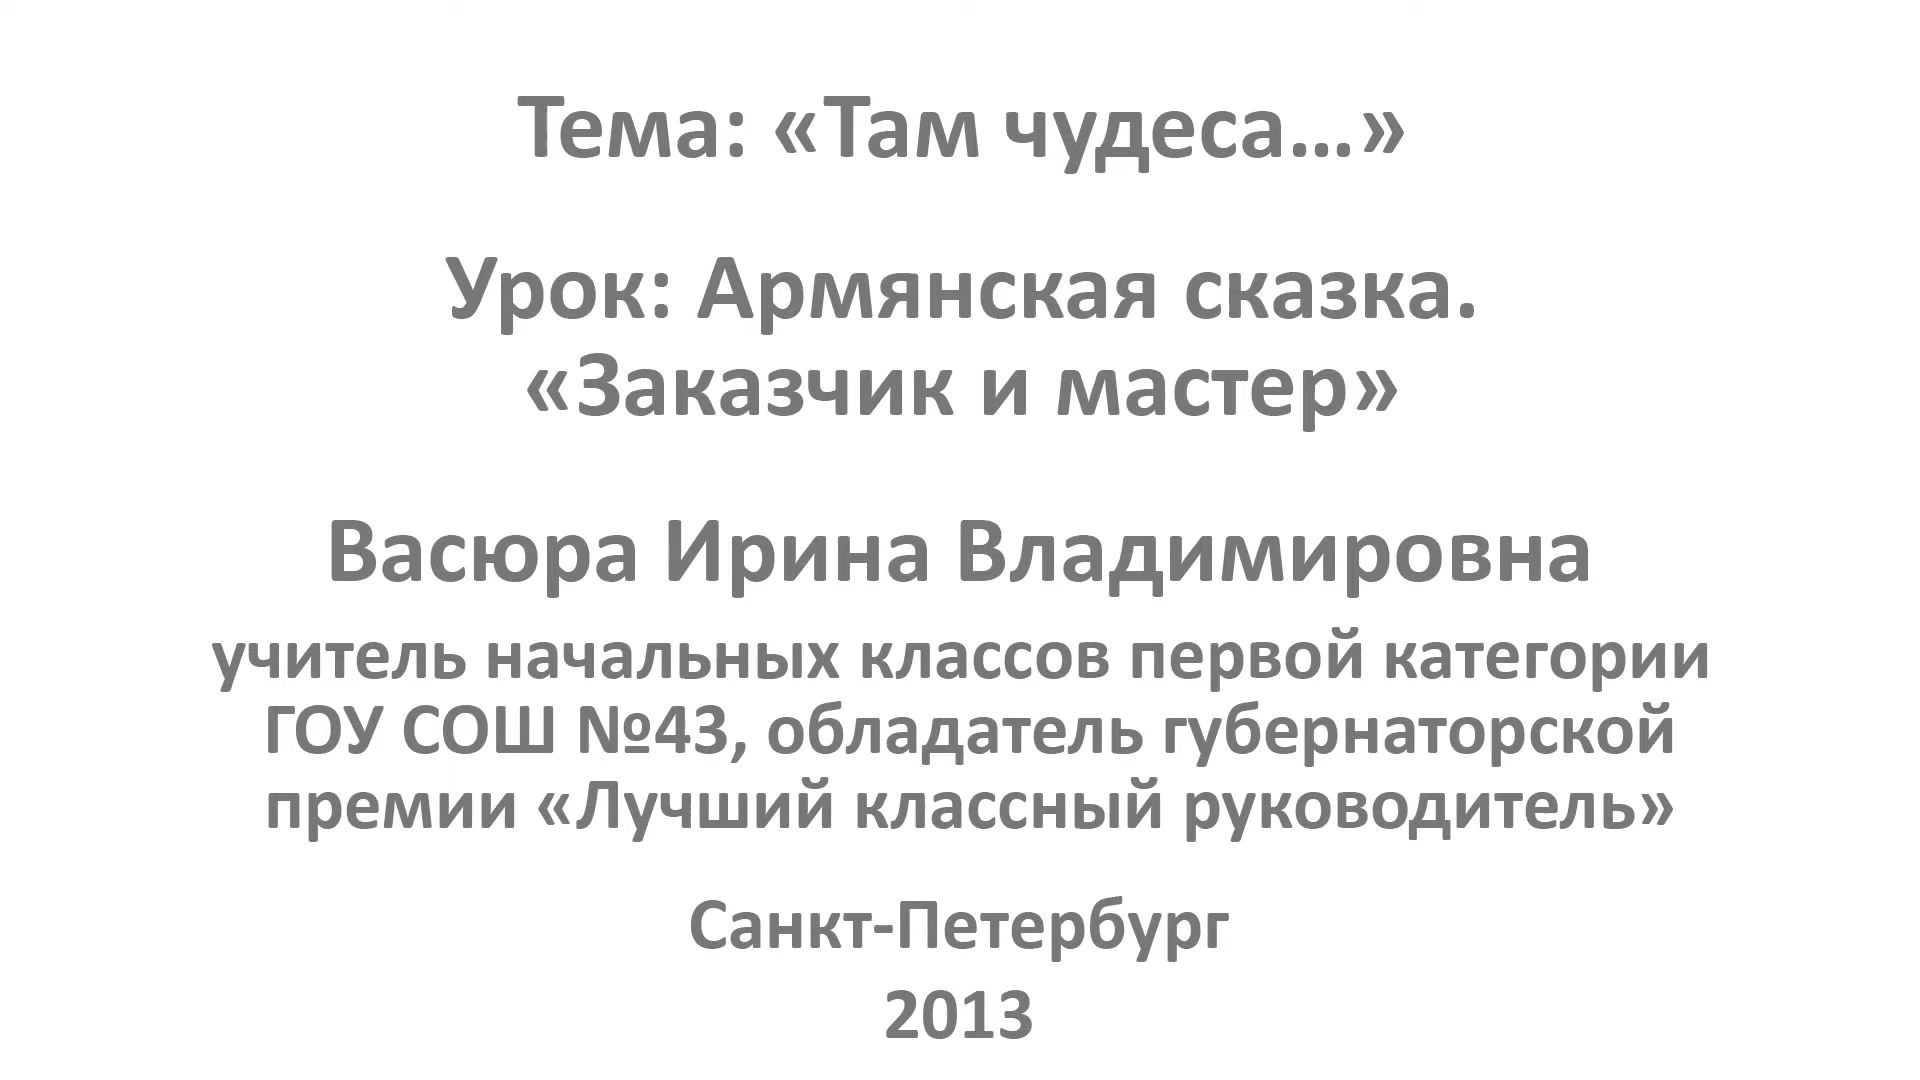 Тема: «Там чудеса…»
Урок: Армянская сказка.
«Заказчик и мастер»
Васюра Ирина Владимировна
учитель начальных классов первой категории
ГОУ СОШ №43, обладатель губернаторской
премии «Лучший классный руководитель»
Санкт-Петербург
2013